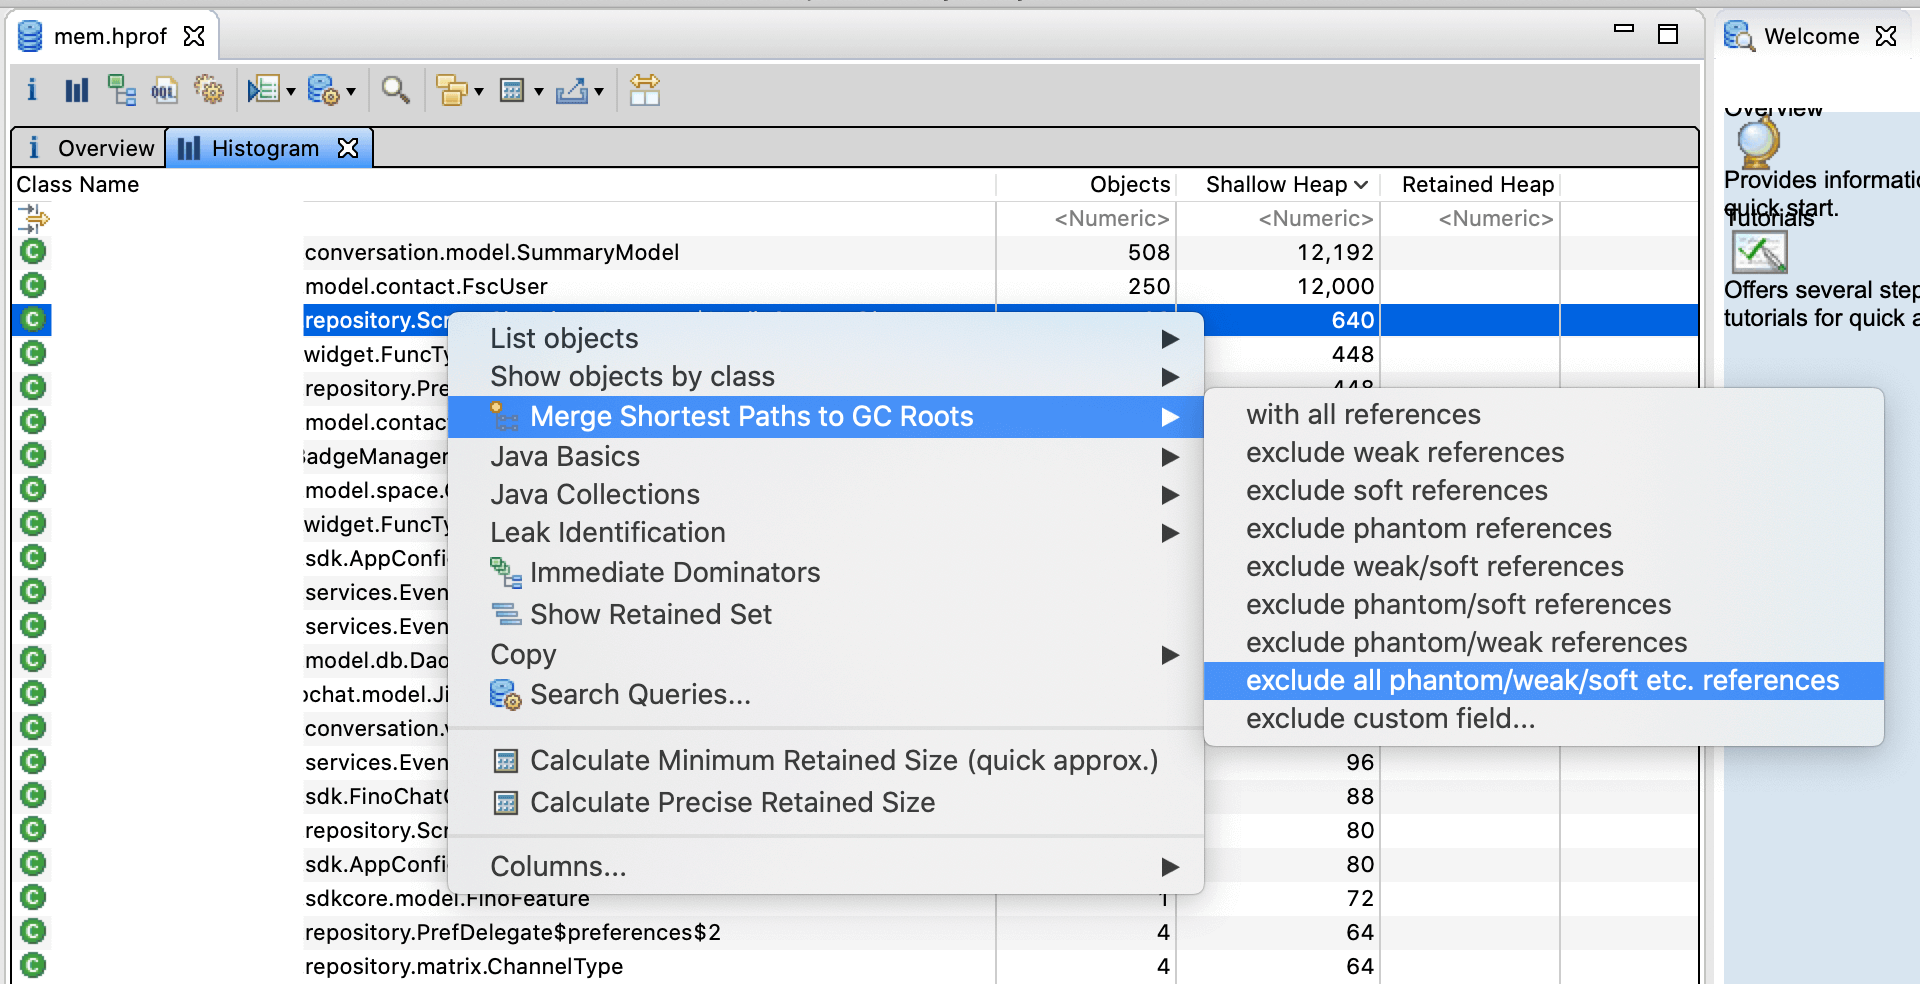 mem.hprof
Welcome
Overview
Histogram
Class Name
Objects
Shallow Heap
Retained Heap
<Numeric>
<Numeric>
<Numeric>
conversation.model.SummaryModel 508 12,192
model.contact.FscUser 250 12,000
repository.Scr 640
widget.FuncTy 448
repository.Pre 448
model.contac
BadgeManager
model.space.
widget.FuncTy
sdk.AppConfi
services.Even
services.Even
model.db.Dao
ochat.model.Ji
conversation.v
services.Even 96
sdk.FinoChat 88
repository.Scr 80
sdk.AppConfi 80
sdkcore.model.FinoFeature 1 72
repository.PrefDelegate$preferences$2 4 64
repository.matrix.ChannelType 4 64
List objects
Show objects by class
Merge Shortest Paths to GC Roots
Java Basics
Java Collections
Leak Identification
Immediate Dominators
Show Retained Set
Copy
Search Queries...
Calculate Minimum Retained Size (quick approx.)
Calculate Precise Retained Size
Columns...
with all references
exclude weak references
exclude soft references
exclude phantom references
exclude weak/soft references
exclude phantom/soft references
exclude phantom/weak references
exclude all phantom/weak/soft etc. references
exclude custom field...
Overview
Provides informatio
quick start.
Tutorials
Offers several step
tutorials for quick a